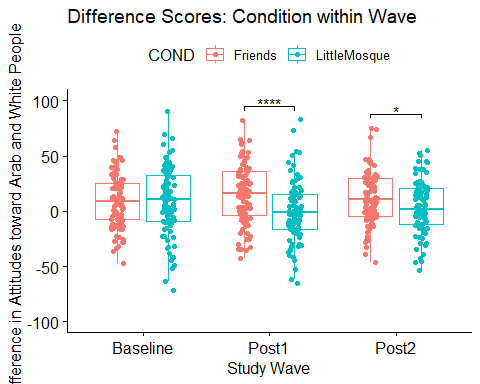 Difference Scores: Condition within Wave
COND Friends LittleMosque
fference in Attitudes toward Arab and White People
100
50
0
-50
-100
****
*
Baseline Post1 Post2
Study Wave